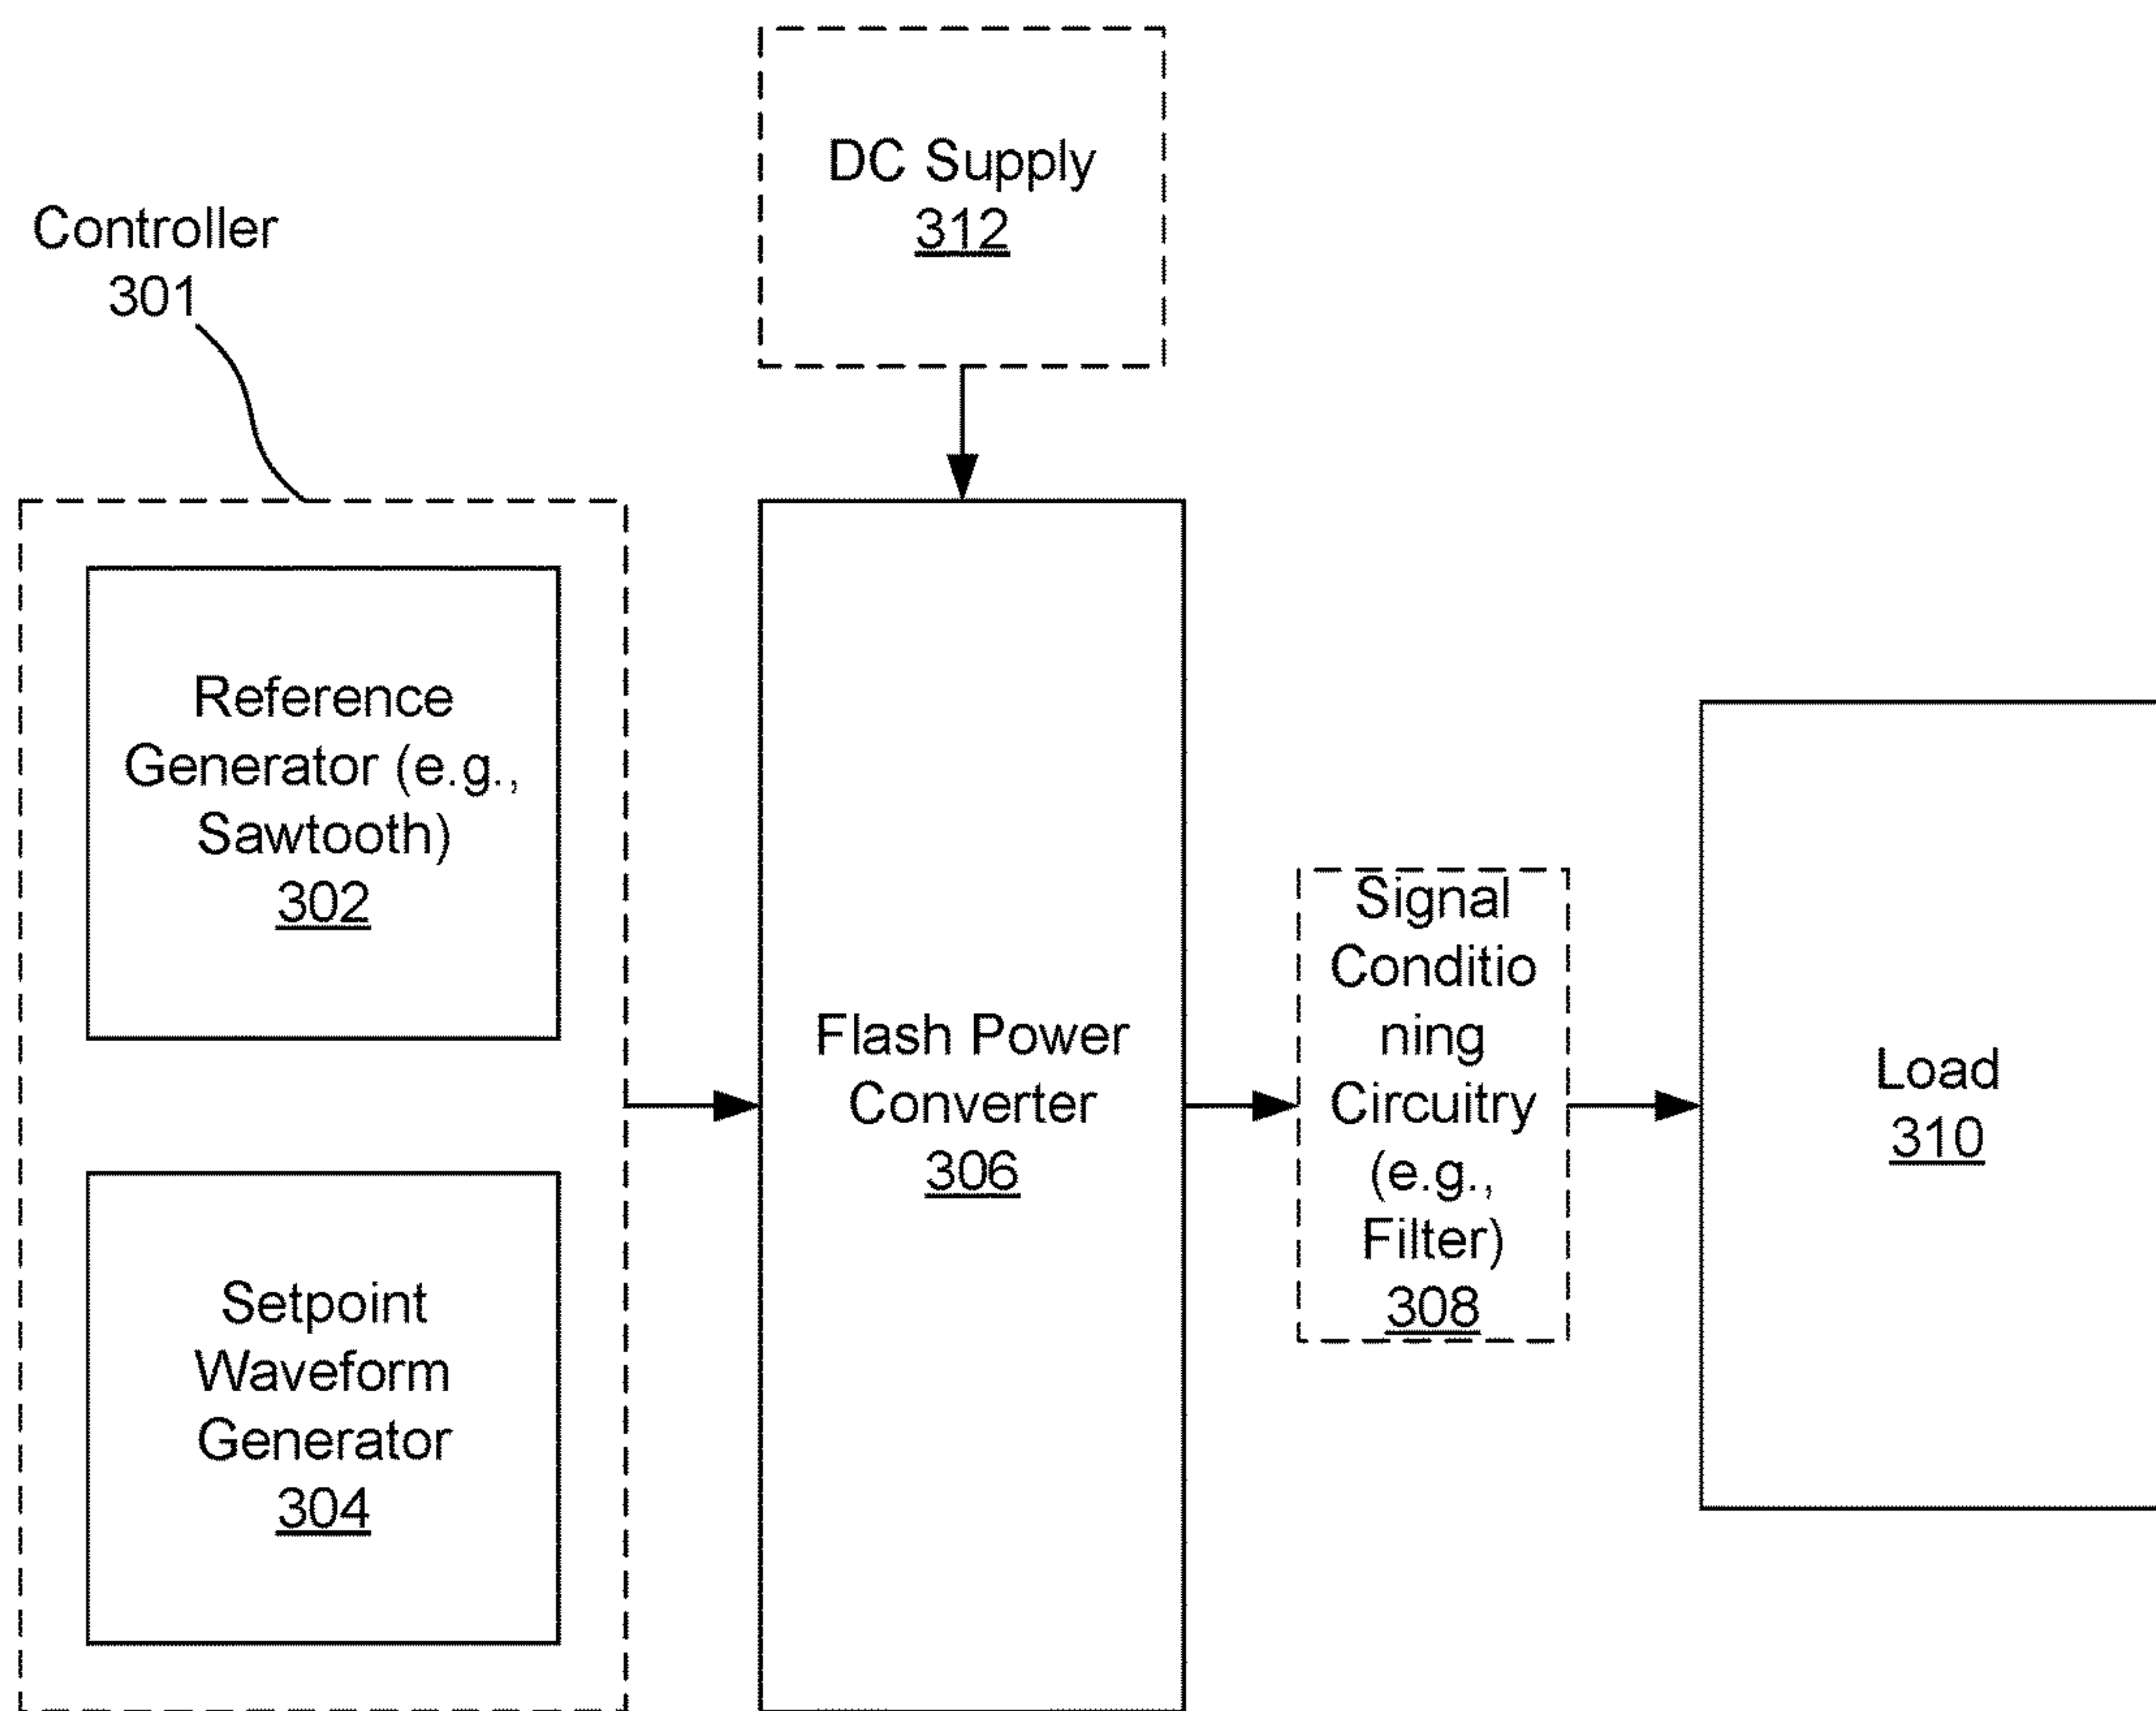 DC Supply
312
Controller
301
Reference
Generator (e.g.,
Sawtooth)
302
Setpoint
Waveform
Generator
304
Flash Power
Converter
306
Signal
Conditio
ning
Circuitry
(e.g.,
Filter)
308
Load
310